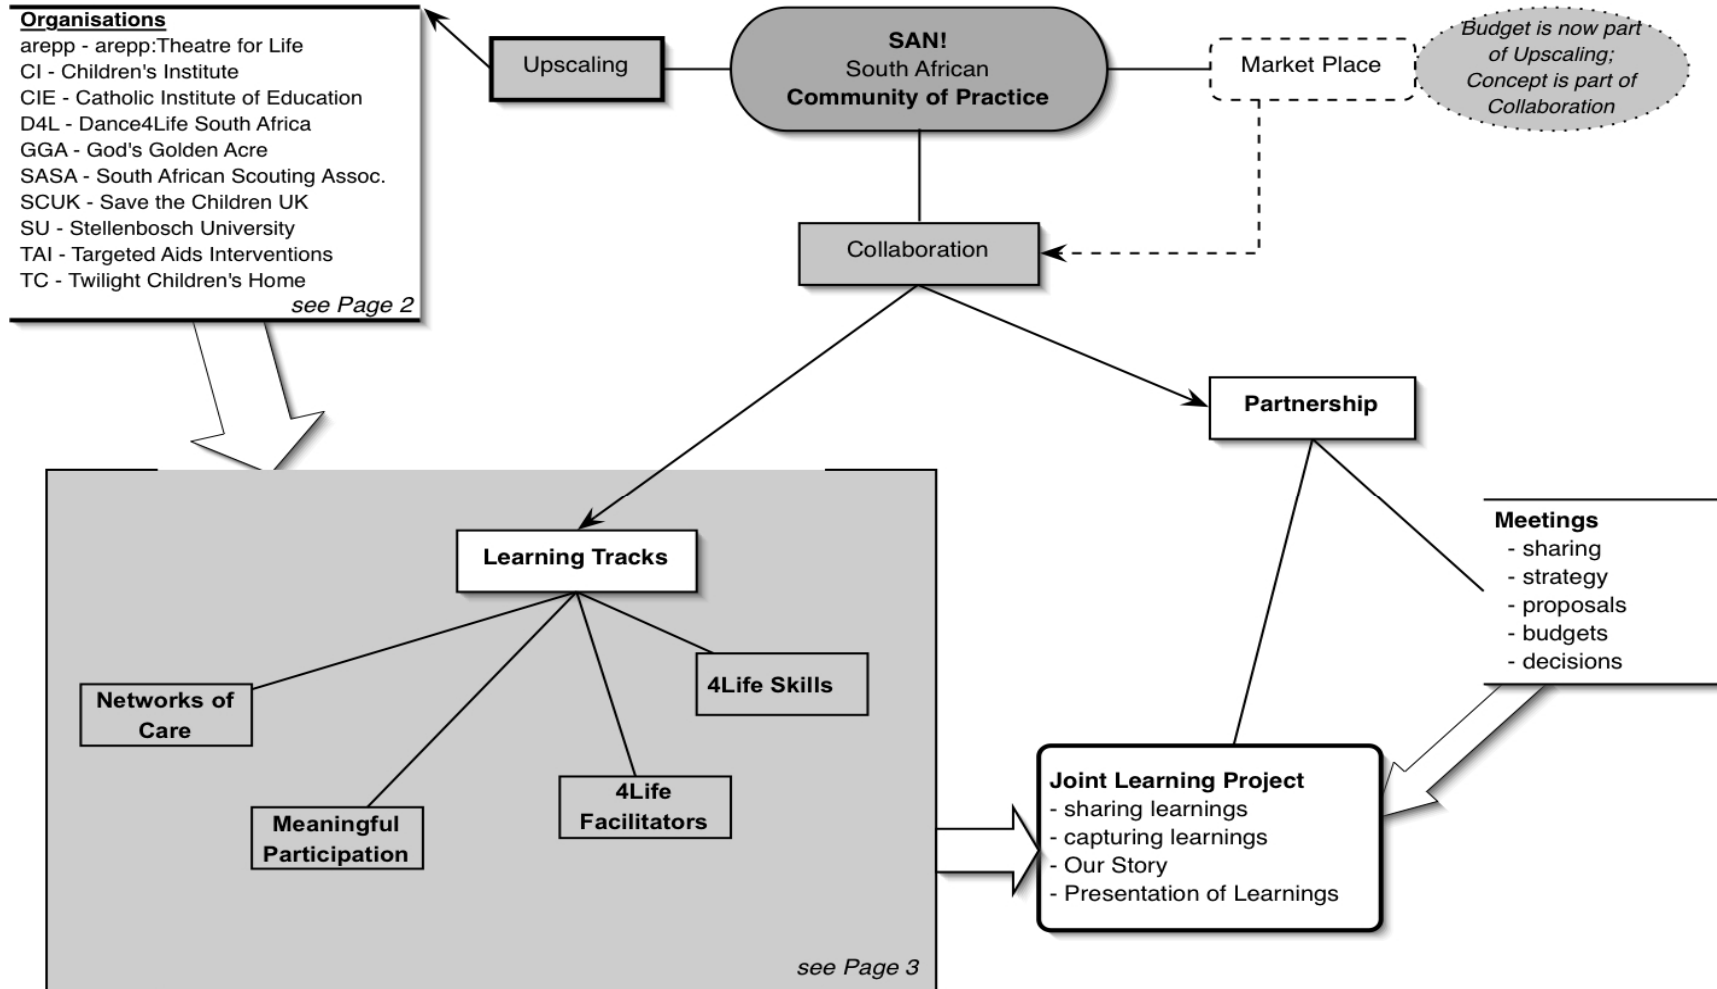 Organisations
arepp - arepp:Theatre for Life
CI - Children's Institute
CIE - Catholic Institute of Education
D4L - Dance4Life South Africa
GGA - God's Golden Acre
SASA - South African Scouting Assoc.
SCUK - Save the Children UK
SU - Stellenbosch University
TAI - Targeted Aids Interventions
TC - Twilight Children's Home
see Page 2
Upscaling
SAN!
South African
Community of Practice
Market Place
Budget is now part
of Upscaling;
Concept is part of
Collaboration
Collaboration
Partnership
Learning Tracks
Networks of
Care
Meaningful
Participation
4Life
Facilitators
4Life Skills
see Page 3
Meetings
- sharing
- strategy
- proposals
- budgets
- decisions
Joint Learning Project
- sharing learnings
- capturing learnings
- Our Story
- Presentation of Learnings